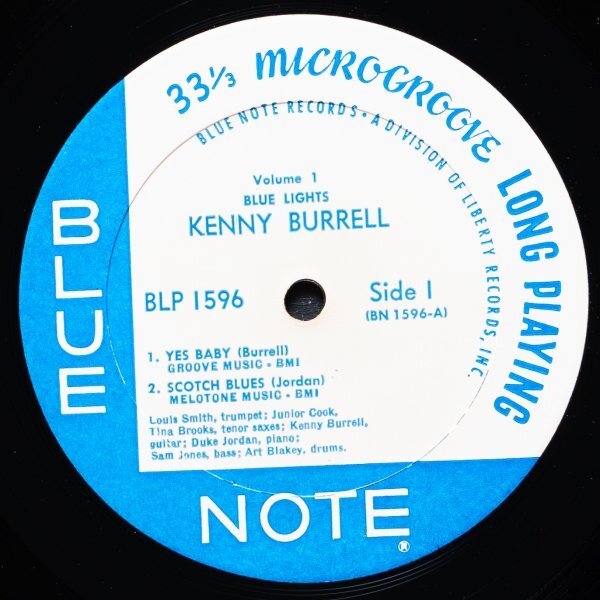 33⅓ MICROGROOVE LONG PLAYING
BLUE NOTE RECORDS • A DIVISION OF LIBERTY RECORDS, INC.
Volume 1
BLUE LIGHTS
KENNY BURRELL
BLP 1596
Side 1
(BN 1596-A)
1. YES BABY (Burrell)
GROOVE MUSIC - BMI
2. SCOTCH BLUES (Jordan)
MELOTONE MUSIC - BMI
Louis Smith, trumpet; Junior Cook,
Tina Brooks, tenor saxes; Kenny Burrell,
guitar; Duke Jordan, piano;
Sam Jones, bass; Art Blakey, drums.
BLUE
NOTE®